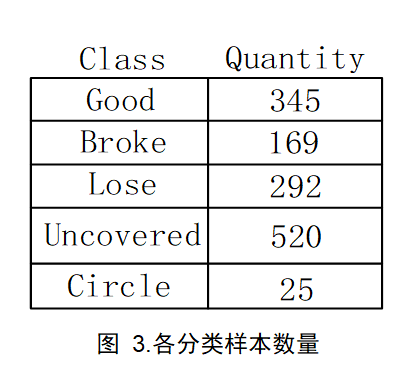 Class Quantity
Good 345
Broke 169
Lose 292
Uncovered 520
Circle 25
图 3.各分类样本数量